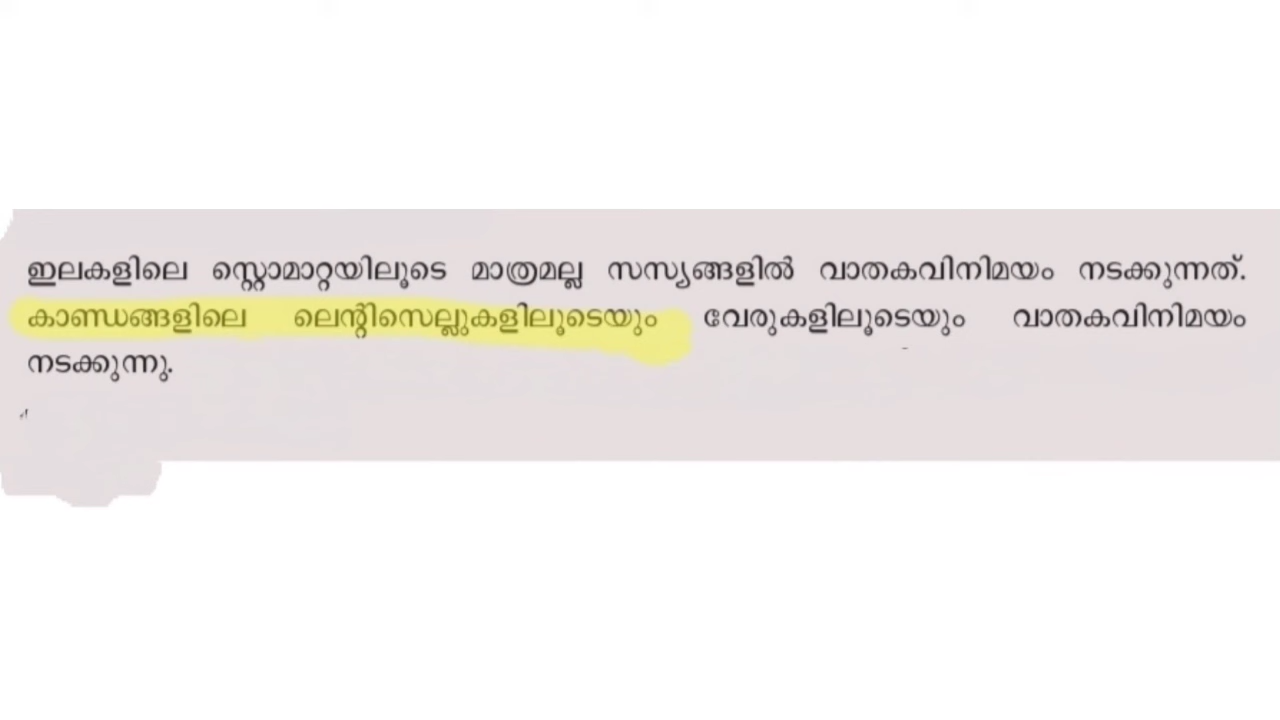 ഇലകളിലെ സ്റ്റൊമാറ്റയിലൂടെ മാത്രമല്ല സസ്യങ്ങളിൽ വാതകവിനിമയം നടക്കുന്നത്.
കാണ്ഡങ്ങളിലെ ലെന്റിസെല്ലുകളിലൂടെയും വേരുകളിലൂടെയും വാതകവിനിമയം
നടക്കുന്നു.